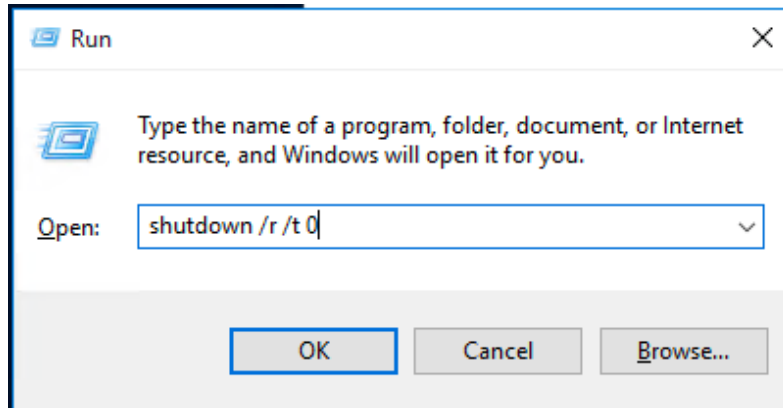 Run
Type the name of a program, folder, document, or Internet
resource, and Windows will open it for you.
Open: shutdown /r /t 0
OK Cancel Browse...